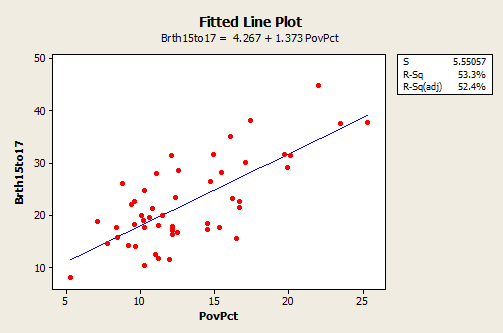 Fitted Line Plot
Brth15to17 = 4.267 + 1.373 PovPct
S 5.55057
R-Sq 53.3%
R-Sq(adj) 52.4%
50
40
30
20
10
Brth15to17
5 10 15 20 25
PovPct